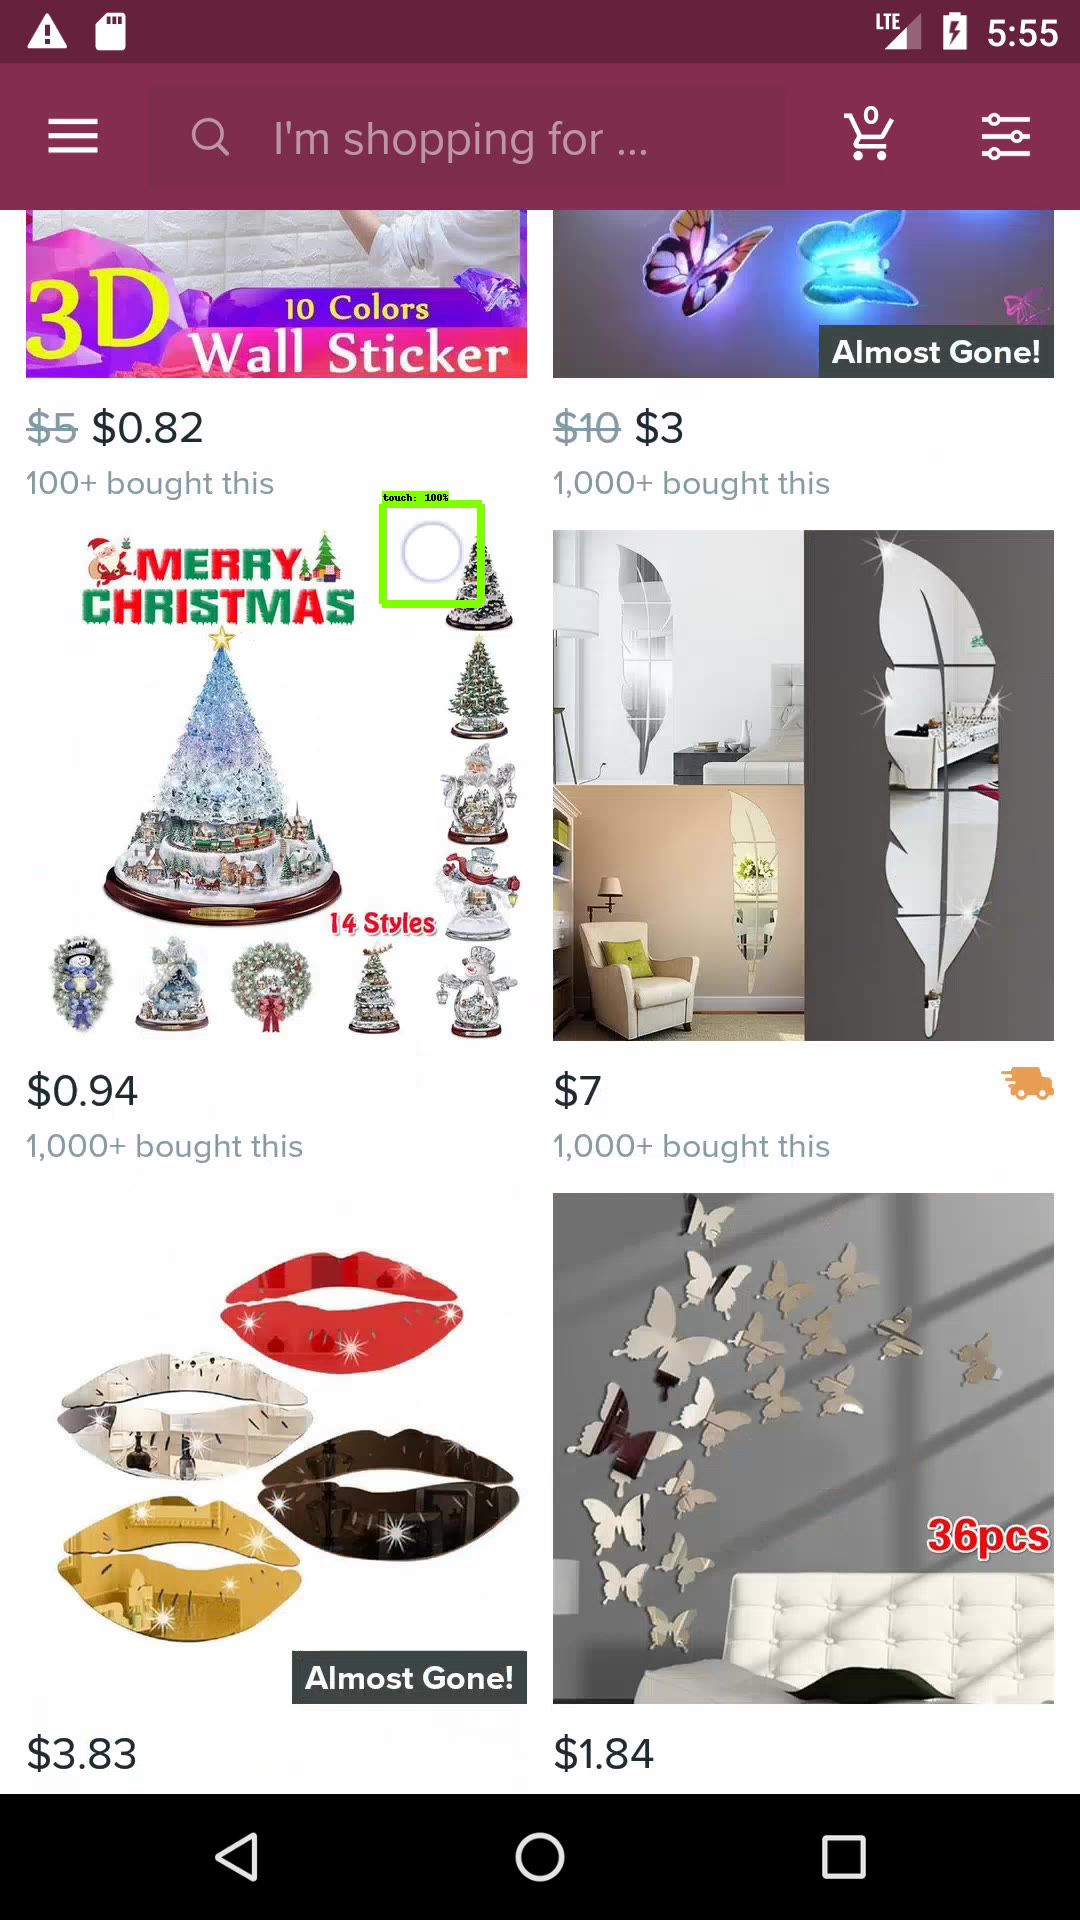 LTE 5:55
I'm shopping for ...
0
3D
10 Colors
Wall Sticker
Almost Gone!
$5 $0.82
100+ bought this
$10 $3
1,000+ bought this
touch: 100%
MERRY
CHRISTMAS
14 Styles
$0.94
1,000+ bought this
$7
1,000+ bought this
Almost Gone!
36pcs
$3.83
$1.84